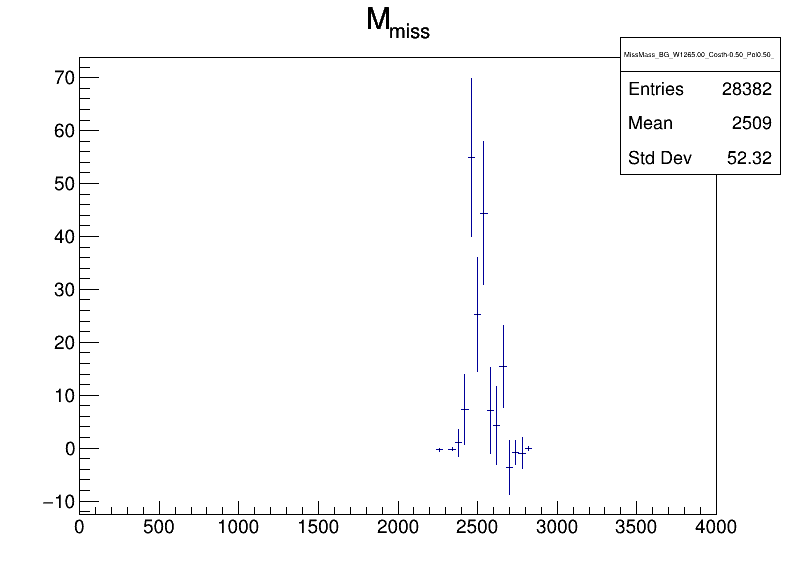 M_miss
MissMass_BG_W1265.00_Costh-0.50_Pol0.50_
Entries 28382
Mean 2509
Std Dev 52.32
70
60
50
40
30
20
10
0
−10
0 500 1000 1500 2000 2500 3000 3500 4000